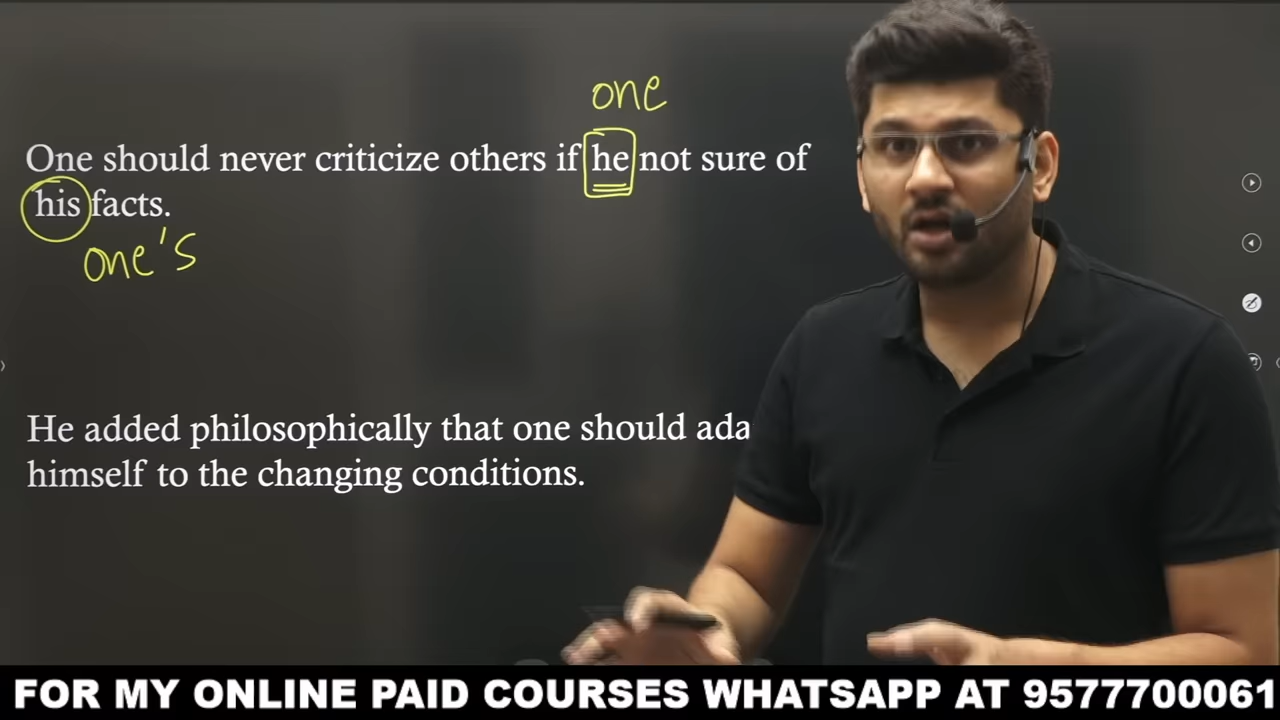 one
One should never criticize others if he not sure of
his facts.
one's
He added philosophically that one should ada
himself to the changing conditions.
FOR MY ONLINE PAID COURSES WHATSAPP AT 9577700061